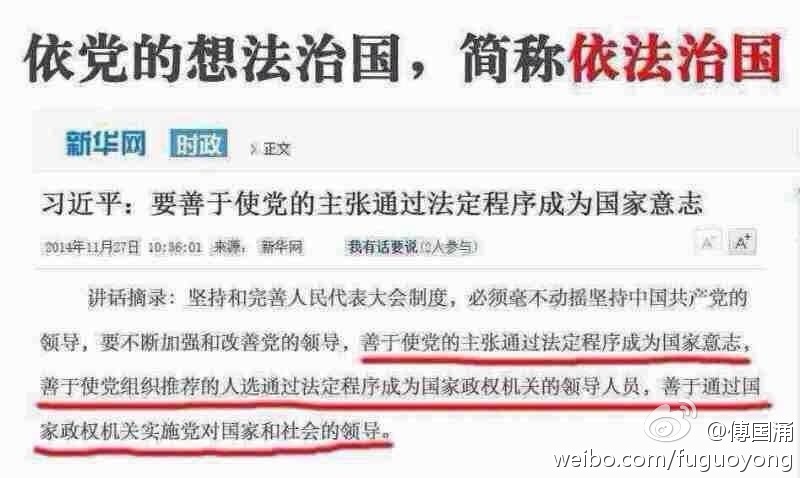 依党的想法治国，简称依法治国
新华网 时政 > 正文
习近平：要善于使党的主张通过法定程序成为国家意志
2014年11月27日 10:36:01 来源： 新华网 我有话要说(2人参与) A- A+
讲话摘录：坚持和完善人民代表大会制度，必须毫不动摇坚持中国共产党的
领导，要不断加强和改善党的领导，善于使党的主张通过法定程序成为国家意志，
善于使党组织推荐的人选通过法定程序成为国家政权机关的领导人员，善于通过国
家政权机关实施党对国家和社会的领导。
@傅国涌
weibo.com/fuguoyong